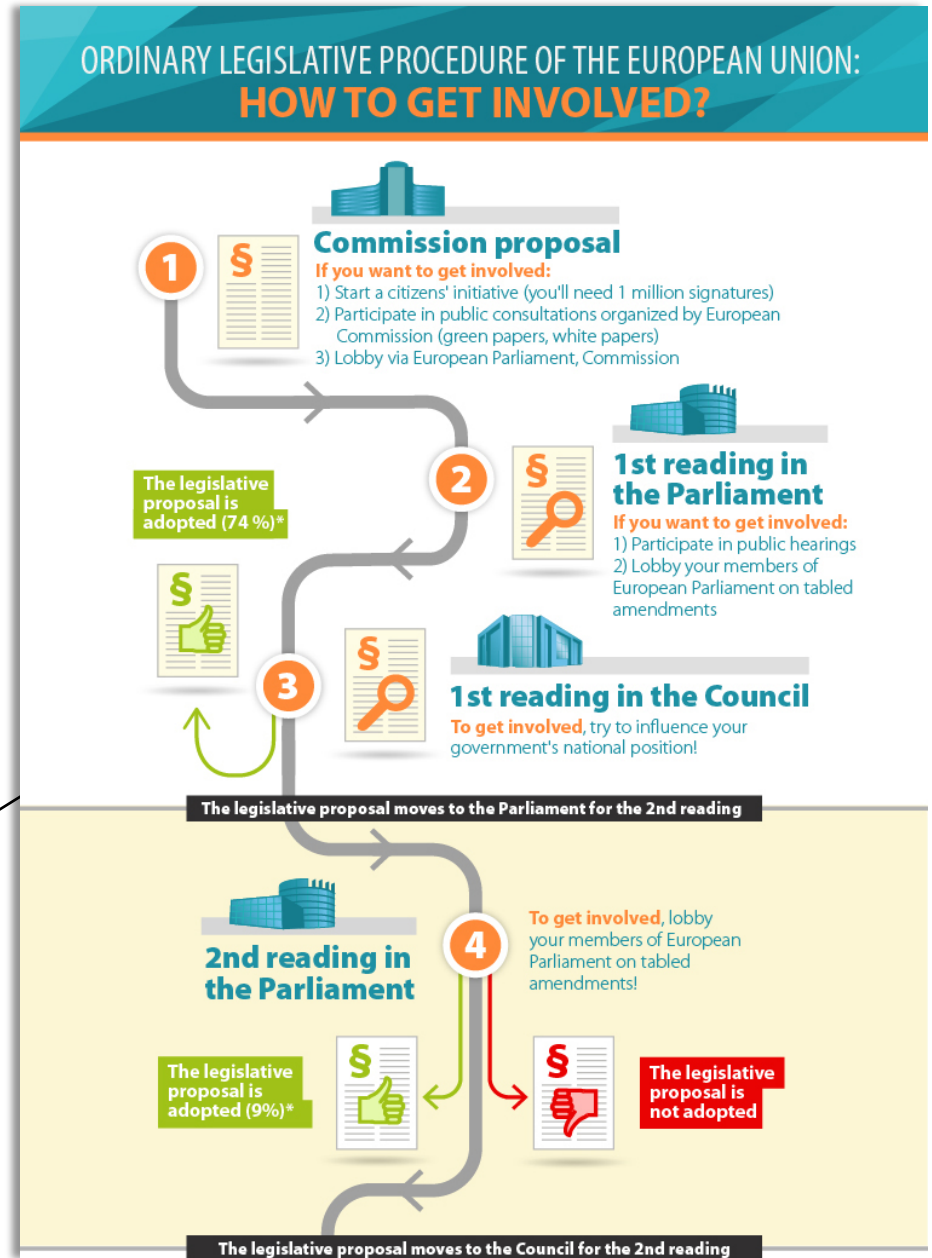 ORDINARY LEGISLATIVE PROCEDURE OF THE EUROPEAN UNION:
HOW TO GET INVOLVED?
1
§
Commission proposal
If you want to get involved:
1) Start a citizens' initiative (you'll need 1 million signatures)
2) Participate in public consultations organized by European
Commission (green papers, white papers)
3) Lobby via European Parliament, Commission
2
§
1st reading in
the Parliament
If you want to get involved:
1) Participate in public hearings
2) Lobby your members of
European Parliament on tabled
amendments
The legislative
proposal is
adopted (74 %)*
§
3
§
1st reading in the Council
To get involved, try to influence your
government's national position!
The legislative proposal moves to the Parliament for the 2nd reading
2nd reading in
the Parliament
4
To get involved, lobby
your members of European
Parliament on tabled
amendments!
The legislative
proposal is
adopted (9%)*
§
§
The legislative
proposal is
not adopted
The legislative proposal moves to the Council for the 2nd reading